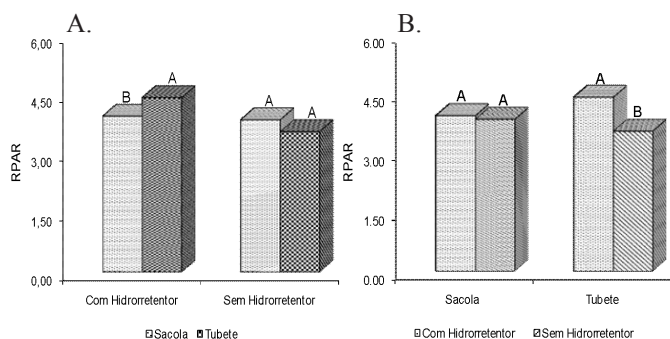 A.
6,00
4,50
3,00
1,50
0,00
RPAR
B
A
A
A
Com Hidrorretentor
Sem Hidrorretentor
Sacola
Tubete
B.
6.00
4.50
3.00
1.50
0.00
RPAR
A
A
A
B
Sacola
Tubete
Com Hidrorretentor
Sem Hidrorretentor